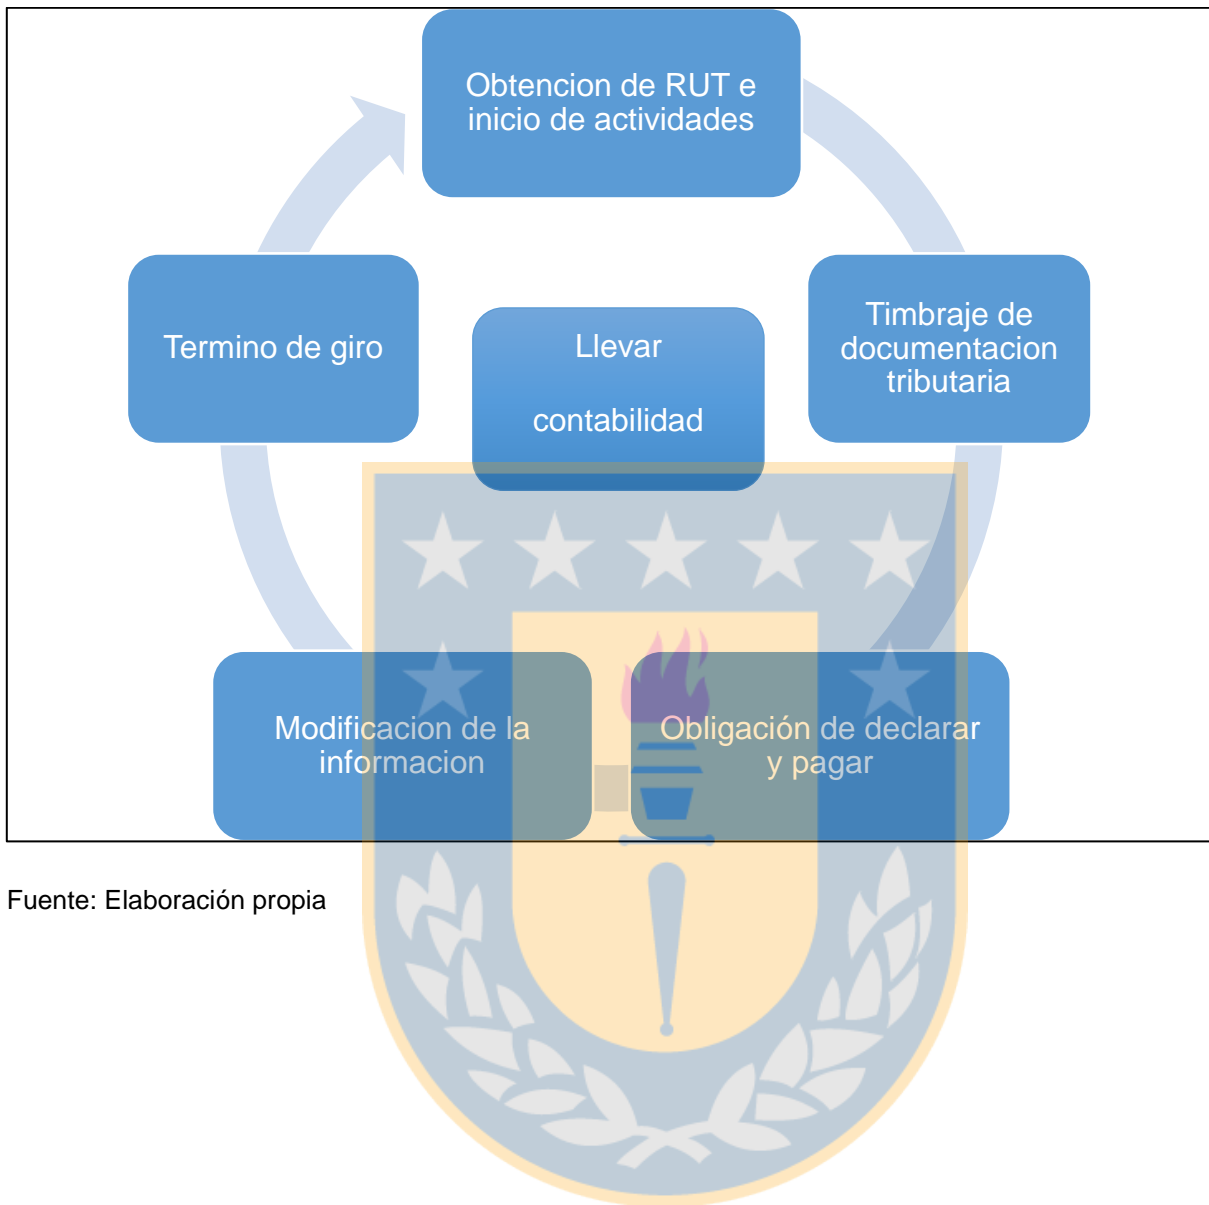 Obtencion de RUT e
inicio de actividades
Timbraje de
documentacion
tributaria
Obligación de declarar
y pagar
Modificacion de la
informacion
Termino de giro
Llevar
contabilidad
Fuente: Elaboración propia